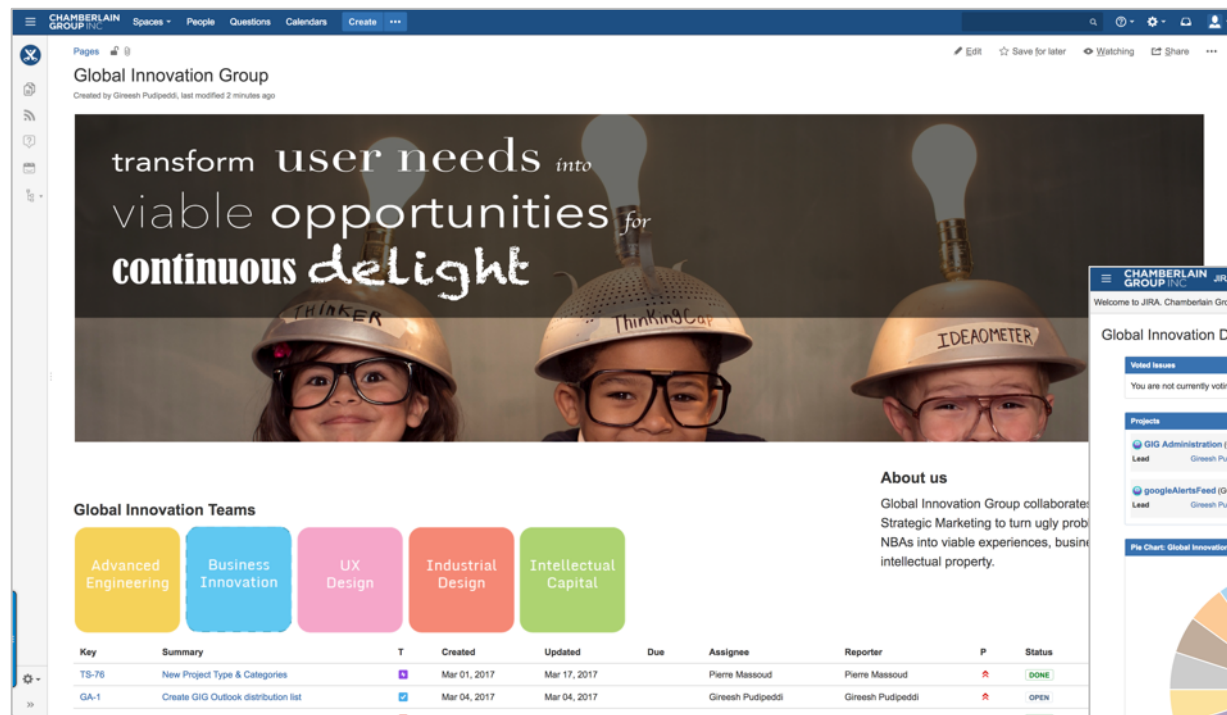 CHAMBERLAIN
GROUP INC
Spaces
People
Questions
Calendars
Create
Pages
Edit
Save for later
Watching
Share
Global Innovation Group
Created by Gireesh Pudipeddi, last modified 2 minutes ago
transform user needs into
viable opportunities for
continuous delight
THINKER
ThinKingCap
IDEAOMETER
CHAMBERLAIN
GROUP INC
JIRA
Welcome to JIRA. Chamberlain Gro
Global Innovation D
Voted Issues
You are not currently votin
Projects
GIG Administration (
Lead Gireesh Pu
googleAlertsFeed (G
Lead Gireesh Pu
Pie Chart: Global Innovation
About us
Global Innovation Group collaborates
Strategic Marketing to turn ugly prob
NBAs into viable experiences, busine
intellectual property.
Global Innovation Teams
Advanced
Engineering
Business
Innovation
UX
Design
Industrial
Design
Intellectual
Capital
Key Summary T Created Updated Due Assignee Reporter P Status
TS-76 New Project Type & Categories Mar 01, 2017 Mar 17, 2017 Pierre Massoud Pierre Massoud DONE
GA-1 Create GIG Outlook distribution list Mar 04, 2017 Mar 04, 2017 Gireesh Pudipeddi Gireesh Pudipeddi OPEN